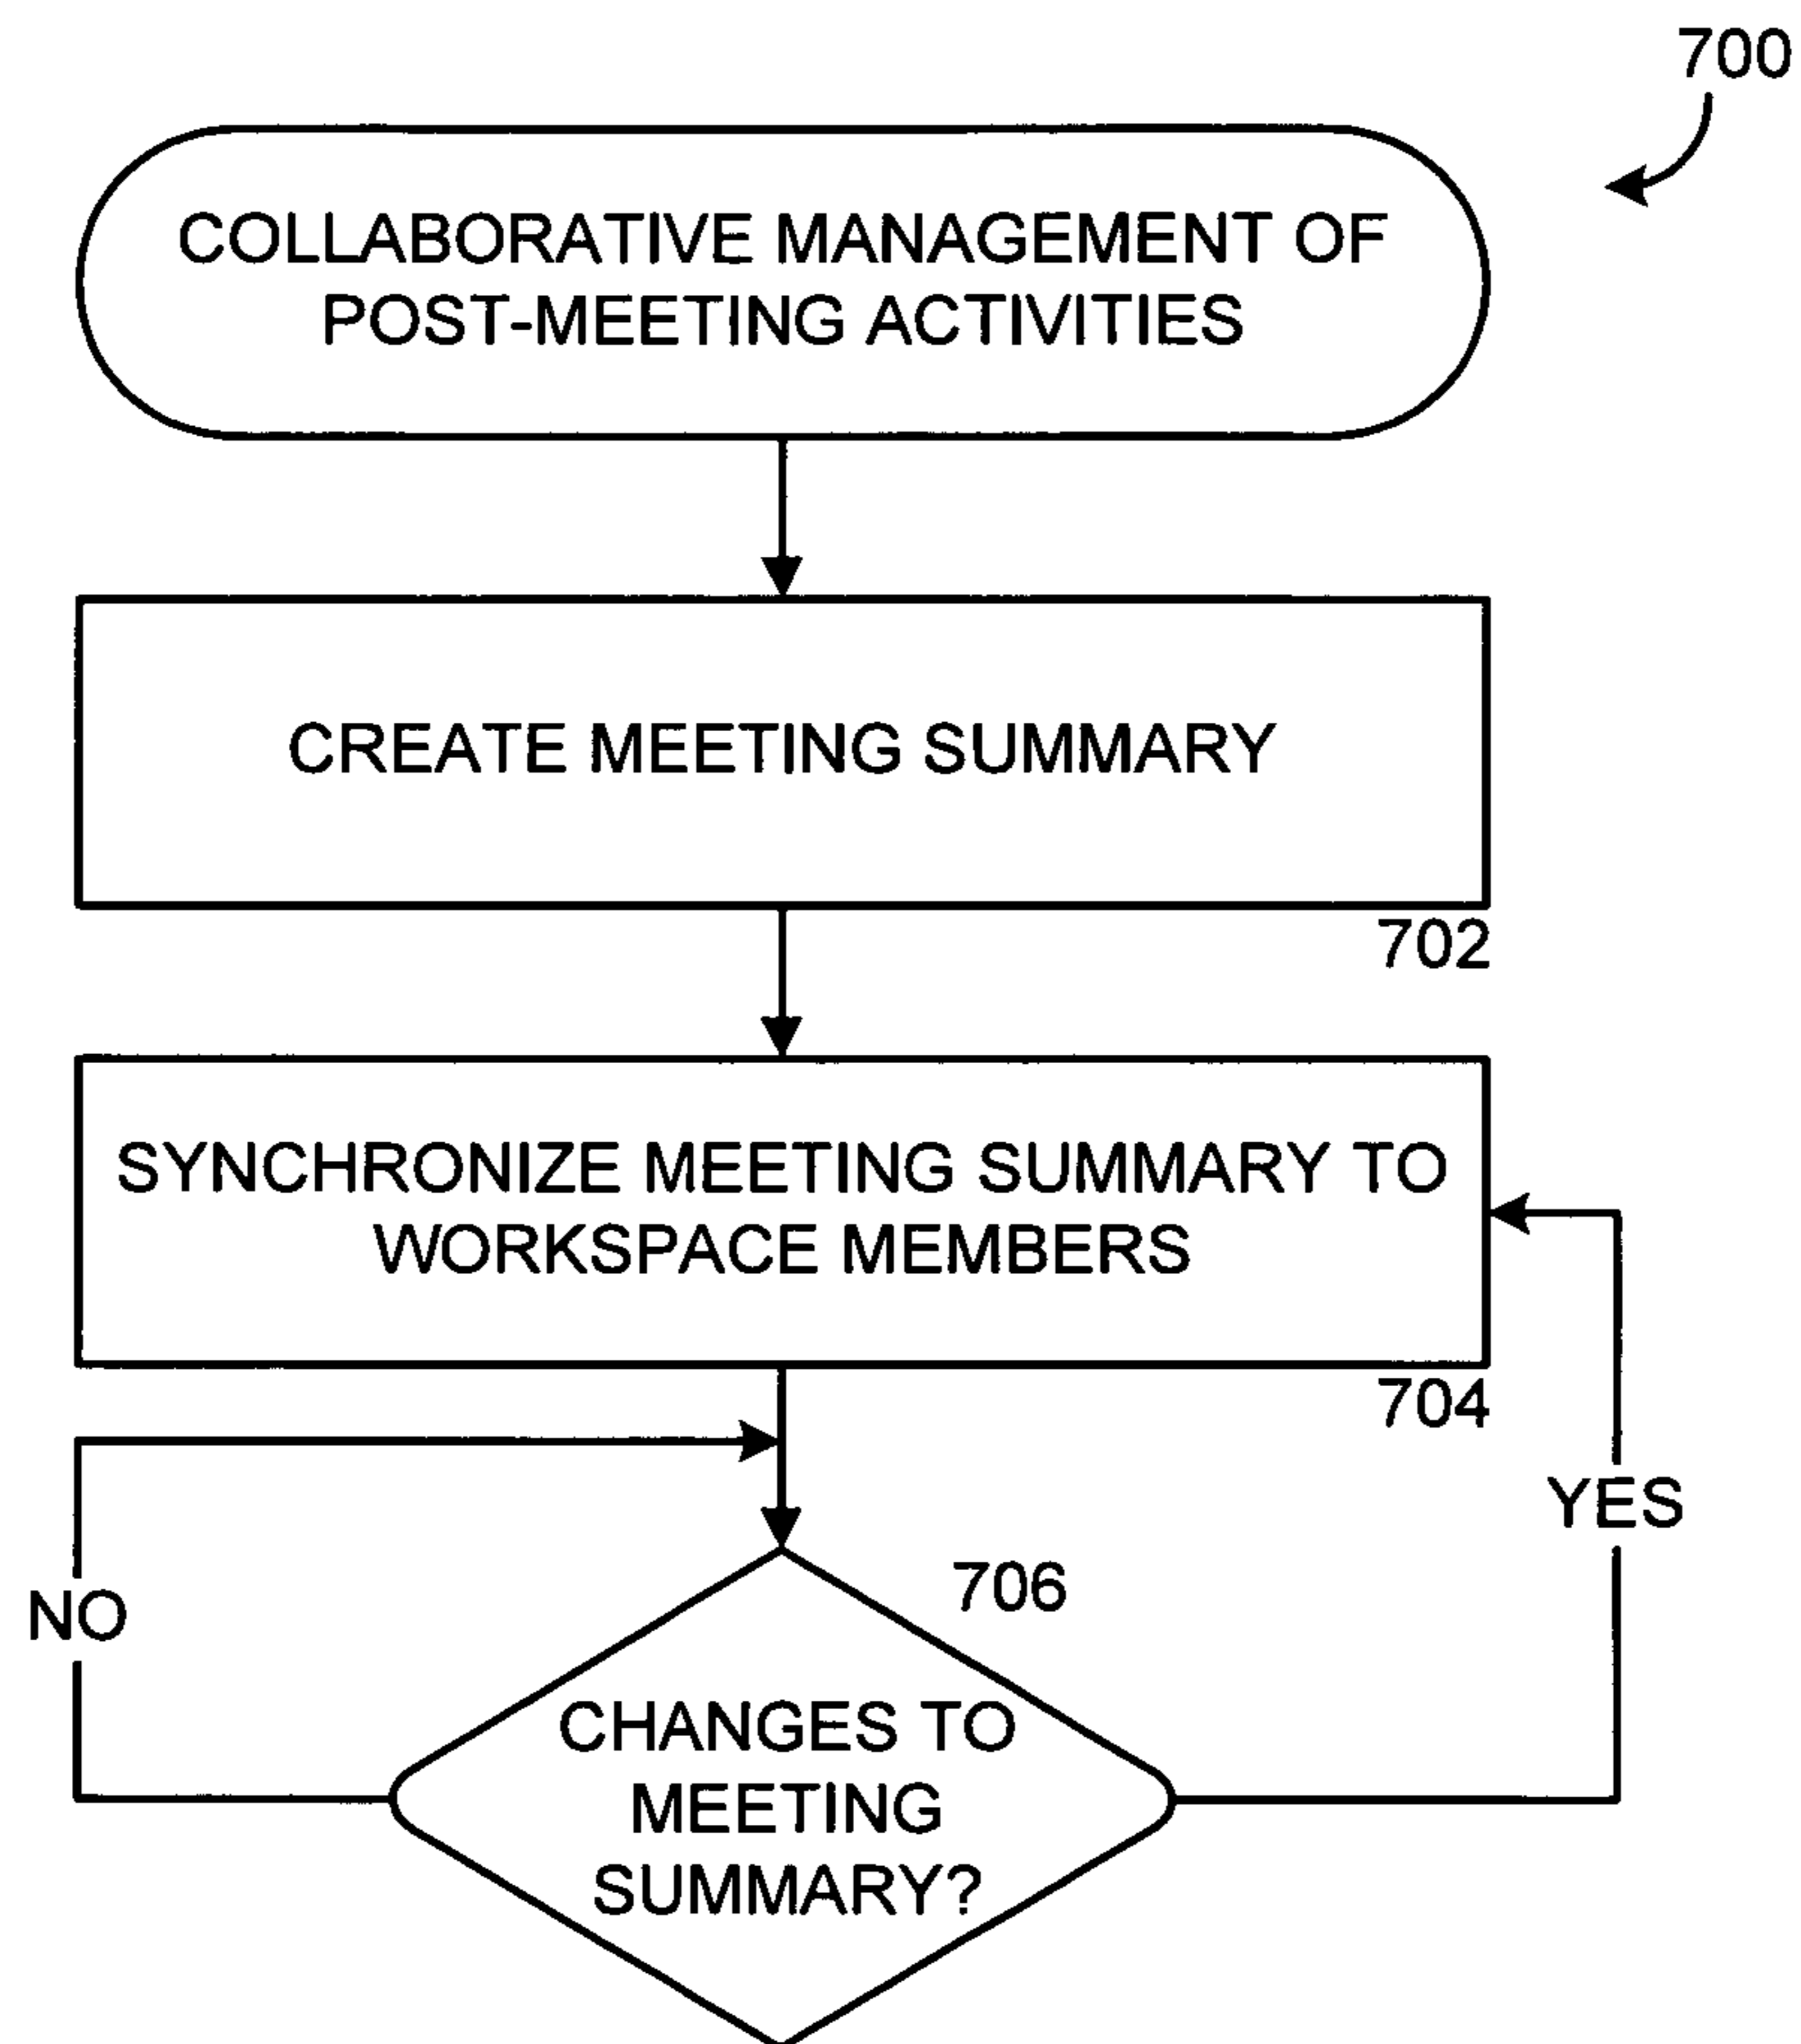 700
COLLABORATIVE MANAGEMENT OF
POST-MEETING ACTIVITIES
CREATE MEETING SUMMARY
702
SYNCHRONIZE MEETING SUMMARY TO
WORKSPACE MEMBERS
704
YES
706
NO
CHANGES TO
MEETING
SUMMARY?